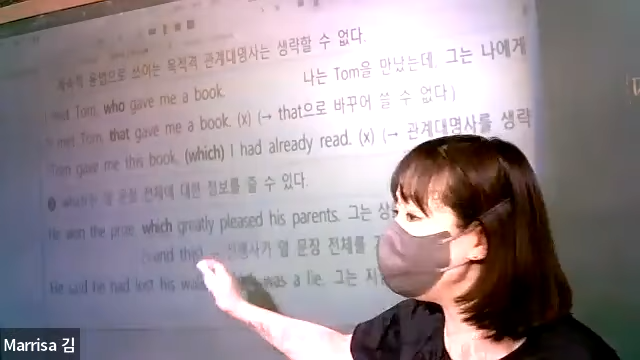 계속적 용법으로 쓰이는 목적격 관계대명사는 생략할 수 없다.
met Tom, who gave me a book. 나는 Tom을 만났는데, 그는 나에게
met Tom, that gave me a book. (x) (→ that으로 바꾸어 쓸 수 없다)
Tom gave me this book, (which) I had already read. (x) (→ 관계대명사를 생략
which는 앞 문장 전체에 대한 정보를 줄 수 있다.
He won the prize, which greatly pleased his parents. 그는 상
(=and this) → 선행사가 앞 문장 전체를
He said he had lost his was a lie. 그는 지
Marrisa 김